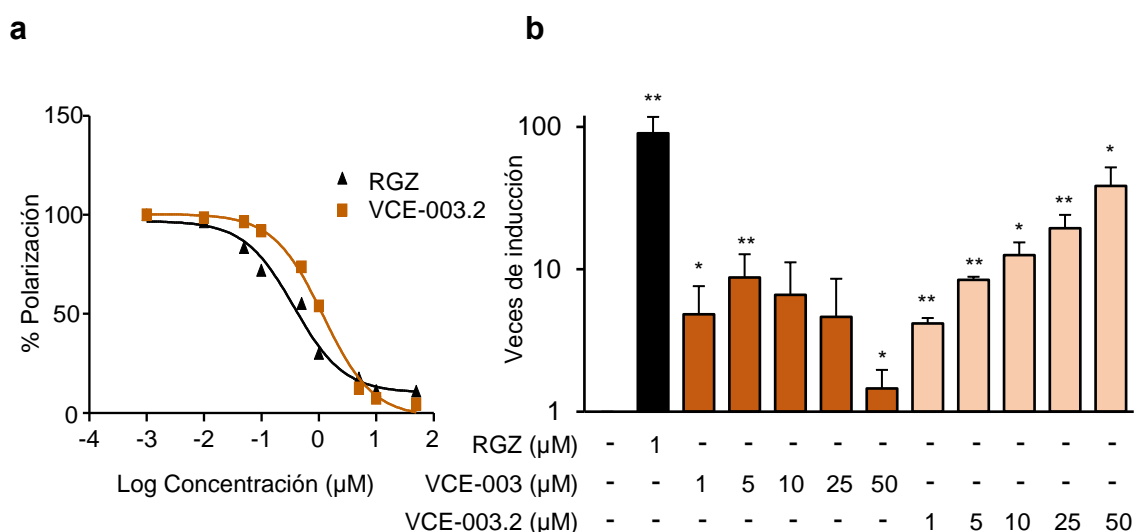 a
150
100
50
0
% Polarización
-4 -3 -2 -1 0 1 2
Log Concentración (µM)
RGZ
VCE-003.2
b
100
10
1
Veces de inducción
** * ** * ** ** * ** *
RGZ (µM) - 1 - - - - - - - - - -
VCE-003 (µM) - - 1 5 10 25 50 - - - - -
VCE-003.2 (µM) - - - - - - - 1 5 10 25 50